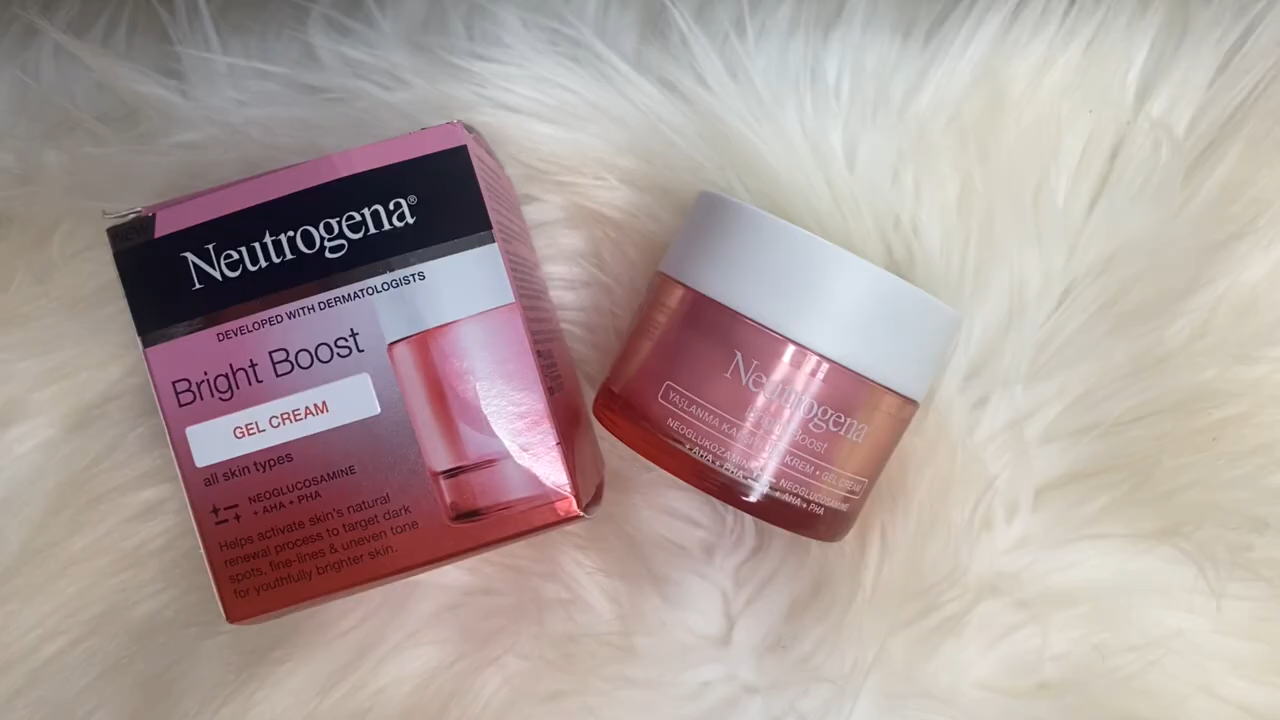 NEW
Neutrogena®
DEVELOPED WITH DERMATOLOGISTS
Bright Boost
GEL CREAM
all skin types
NEOGLUCOSAMINE
+ AHA + PHA
Helps activate skin's natural
renewal process to target dark
spots, fine-lines & uneven tone
for youthfully brighter skin.
Neutrogena
Boost
YAŞLANMA KREM • GEL CREAM
NEOGLUKOZAMIN NEOGLUCOSAMINE
+ AHA + PHA + AHA + PHA